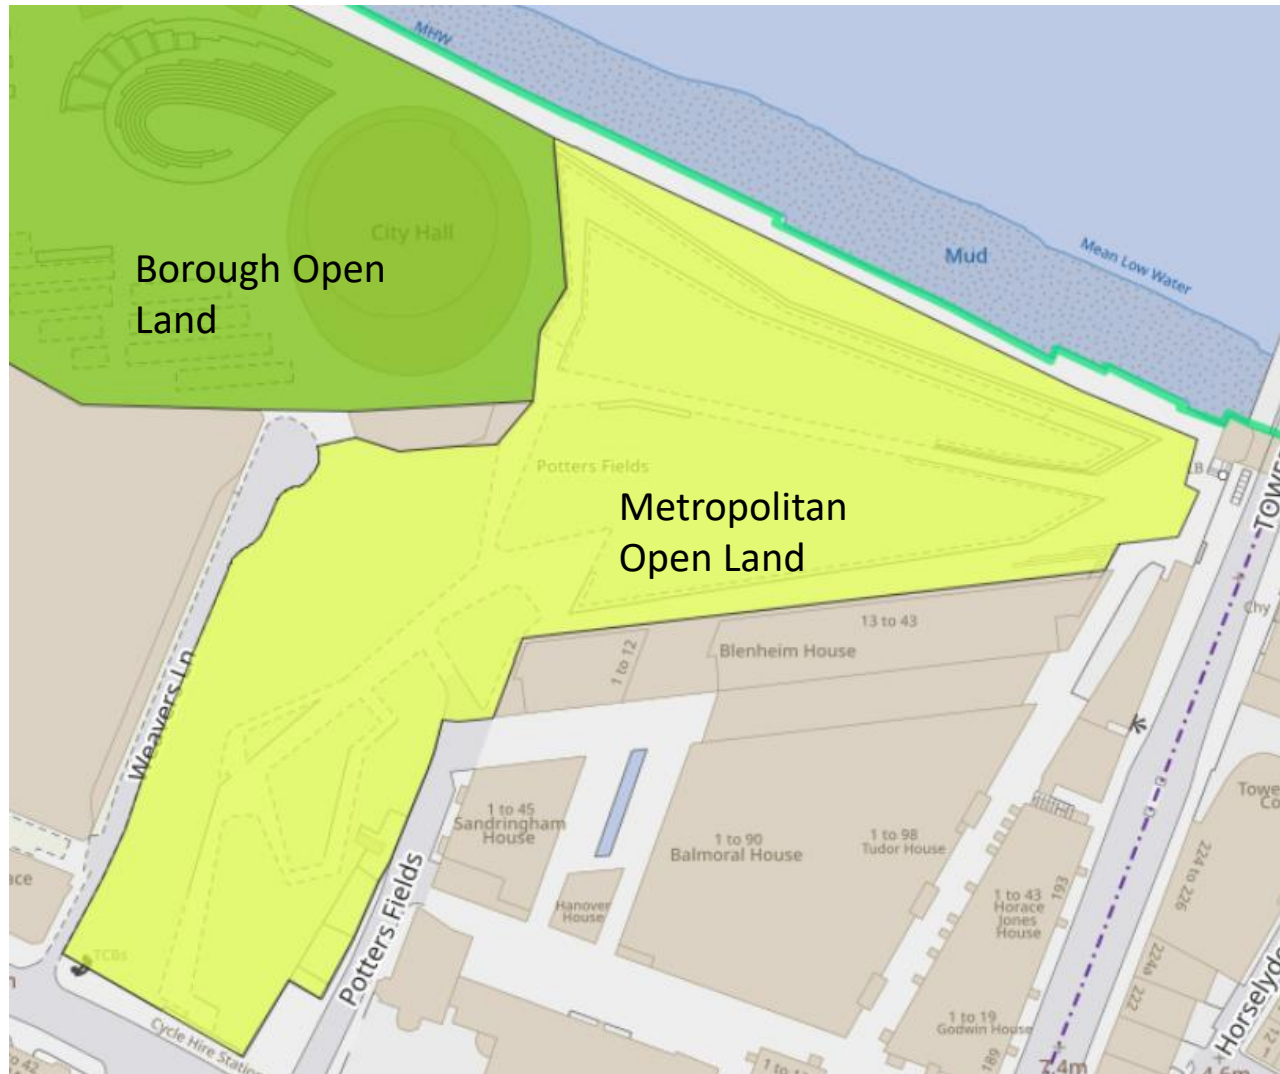 MHW
City Hall
Borough Open
Land
Mud
Mean Low Water
Potters Fields
Metropolitan
Open Land
13 to 43
Blenheim House
1 to 12
Weavers Ln
1 to 45
Sandringham
House
1 to 90
Balmoral House
1 to 98
Tudor House
Hanover
House
1 to 43
Horace
Jones
House
193
224 to 226
224a
222
TCBs
Potters Fields
Cycle Hire Station
1 to 19
Godwin House
189
7.4m